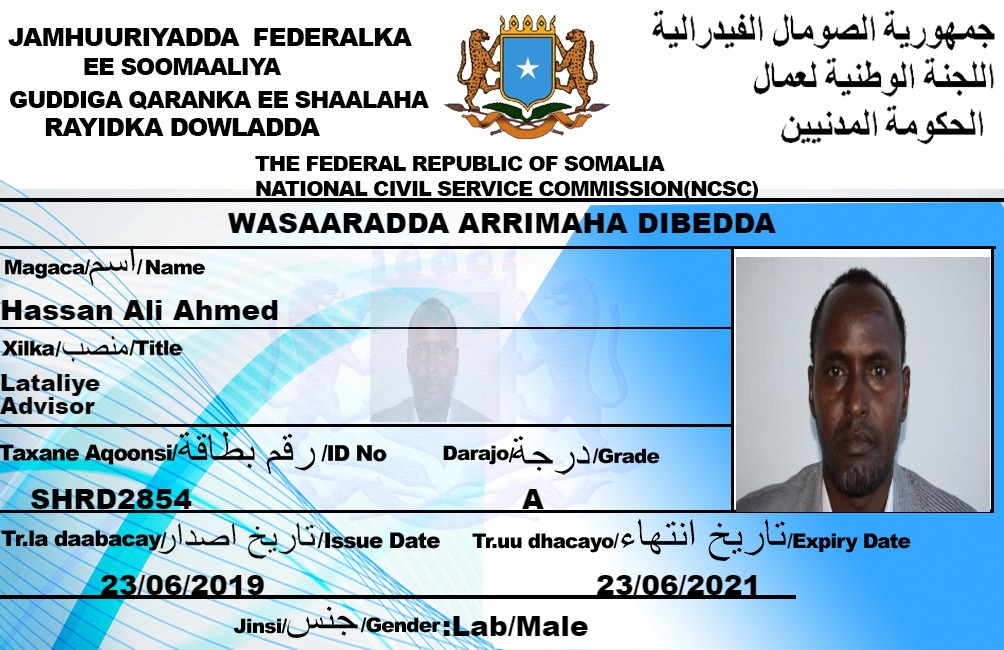 JAMHUURIYADDA FEDERALKA
EE SOOMAALIYA
GUDDIGA QARANKA EE SHAALAHA
RAYIDKA DOWLADDA
جمهورية الصومال الفيدرالية
اللجنة الوطنية لعمال
الحكومة المدنيين
THE FEDERAL REPUBLIC OF SOMALIA
NATIONAL CIVIL SERVICE COMMISSION(NCSC)
WASAARADDA ARRIMAHA DIBEDDA
Magaca/اسم/Name
Hassan Ali Ahmed
Xilka/منصب/Title
Lataliye
Advisor
Taxane Aqoonsi/رقم بطاقة/ID No
Darajo/درجة/Grade
SHRD2854
A
Tr.la daabacay/تاريخ اصدار/Issue Date
Tr.uu dhacayo/تاريخ انتهاء/Expiry Date
23/06/2019
23/06/2021
Jinsi/جنس/Gender:Lab/Male